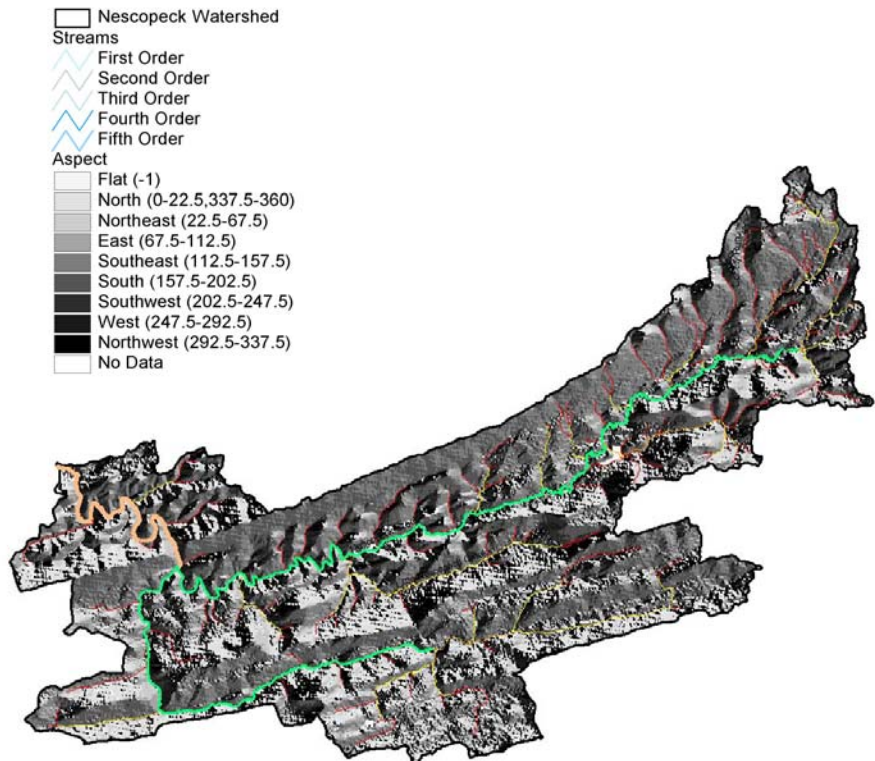 Nescopeck Watershed
Streams
First Order
Second Order
Third Order
Fourth Order
Fifth Order
Aspect
Flat (-1)
North (0-22.5,337.5-360)
Northeast (22.5-67.5)
East (67.5-112.5)
Southeast (112.5-157.5)
South (157.5-202.5)
Southwest (202.5-247.5)
West (247.5-292.5)
Northwest (292.5-337.5)
No Data